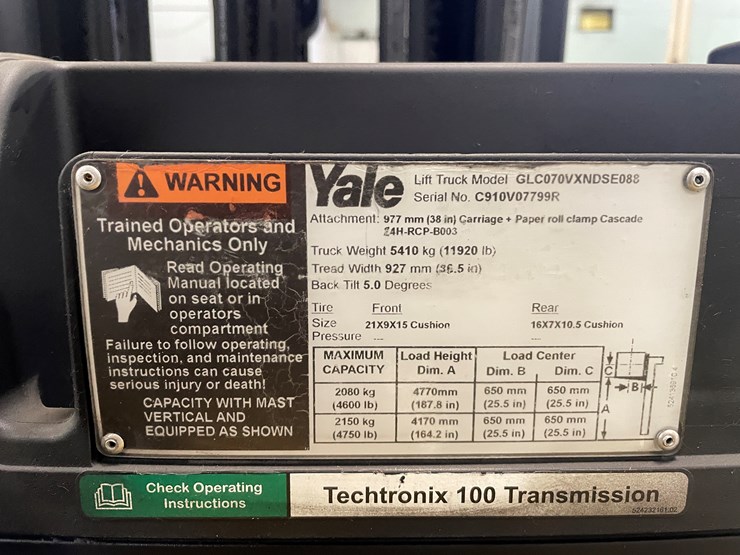 WARNING
Trained Operators and
Mechanics Only
Read Operating
Manual located
on seat or in
operators
compartment
Failure to follow operating,
inspection, and maintenance
instructions can cause
serious injury or death!
CAPACITY WITH MAST
VERTICAL AND
EQUIPPED AS SHOWN
Yale
Lift Truck Model GLC070VXNDSE088
Serial No. C910V07799R
Attachment: 977 mm (38 in) Carriage + Paper roll clamp Cascade
24H-RCP-B003
Truck Weight 5410 kg (11920 lb)
Tread Width 927 mm (36.5 in)
Back Tilt 5.0 Degrees
Tire Front Rear
Size 21X9X15 Cushion 16X7X10.5 Cushion
Pressure --- ---
MAXIMUM CAPACITY Load Height Dim. A Load Center Dim. B Dim. C
2080 kg 4770mm 650 mm 650 mm
(4600 lb) (187.8 in) (25.5 in) (25.5 in)
2150 kg 4170 mm 650 mm 650 mm
(4750 lb) (164.2 in) (25.5 in) (25.5 in)
C
B
A
Check Operating
Instructions
Techtronix 100 Transmission
524232161.02